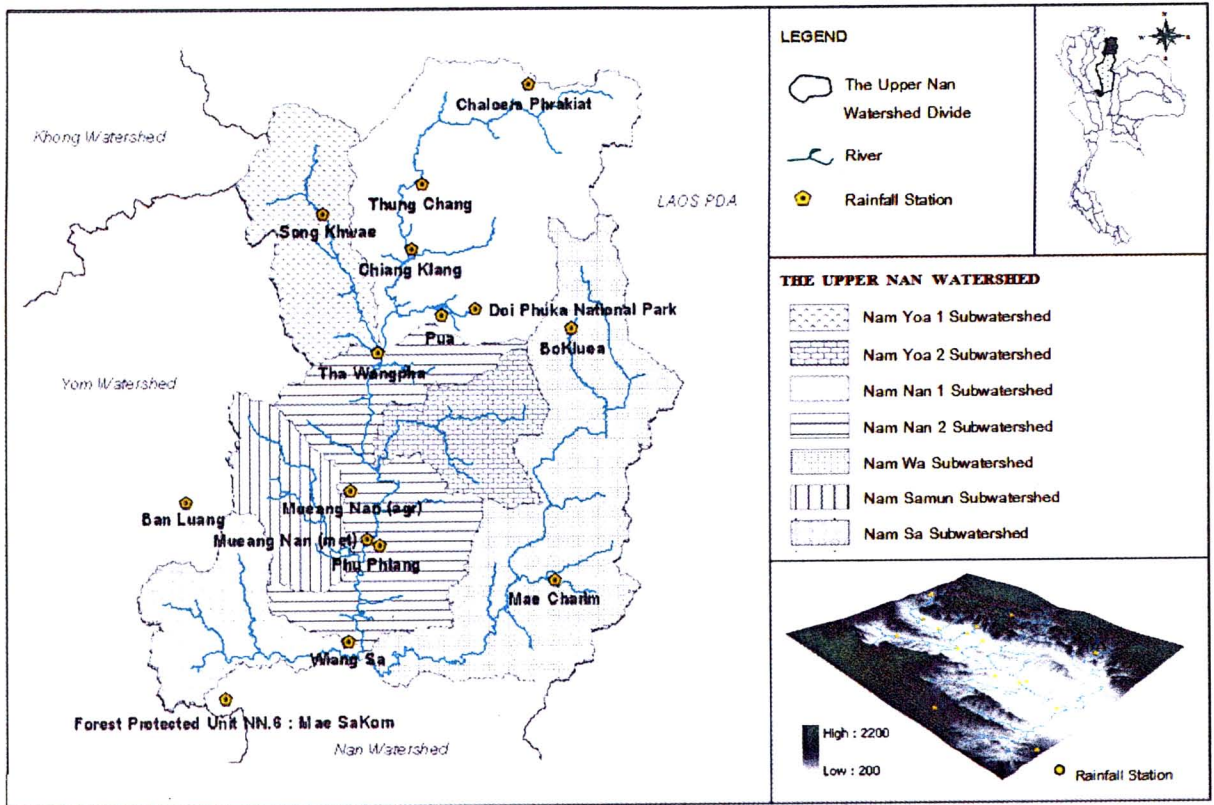 Khong Watershed
Chaloem Phrakiat
Thung Chang
LAOS PDA
Song Khwae
Chiang Klang
Doi Phuka National Park
Pua
BoKluea
Tha Wangpha
Yom Watershed
Mueang Nan (agr)
Ban Luang
Mueang Nan (met)
Phu Phiang
Mae Charim
Wiang Sa
Forest Protected Unit NN.6 : Mae SaKorn
Nan Watershed
LEGEND
The Upper Nan
Watershed Divide
River
Rainfall Station
N
W
E
S
THE UPPER NAN WATERSHED
Nam Yoa 1 Subwatershed
Nam Yoa 2 Subwatershed
Nam Nan 1 Subwatershed
Nam Nan 2 Subwatershed
Nam Wa Subwatershed
Nam Samun Subwatershed
Nam Sa Subwatershed
High : 2200
Low : 200
Rainfall Station